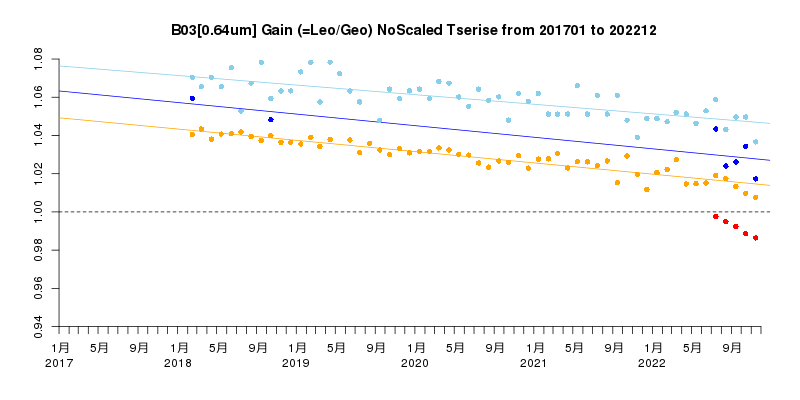 B03[0.64um] Gain (=Leo/Geo) NoScaled Tserise from 201701 to 202212
1.08
1.06
1.04
1.02
1.00
0.98
0.96
0.94
1月 5月 9月 1月 5月 9月 1月 5月 9月 1月 5月 9月 1月 5月 9月 1月 5月 9月
2017 2018 2019 2020 2021 2022